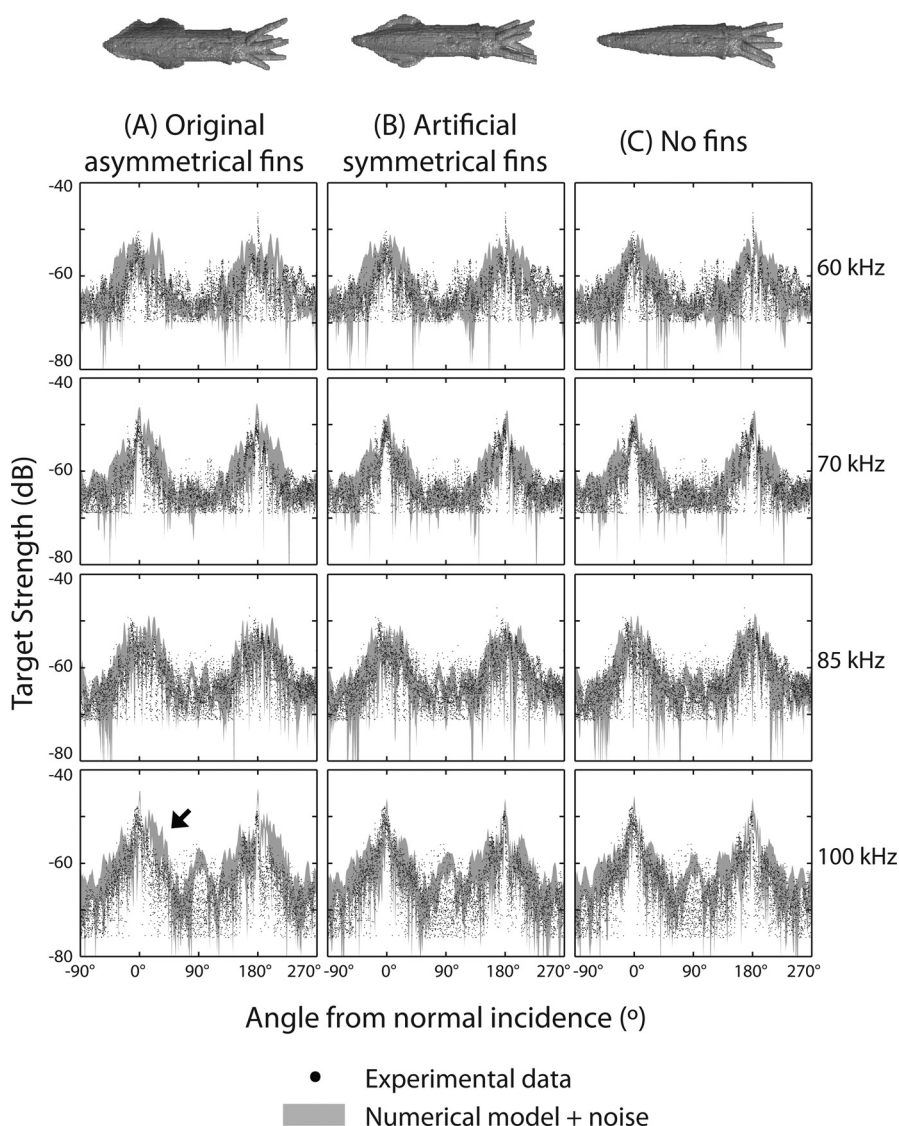 (A) Original
asymmetrical fins
(B) Artificial
symmetrical fins
(C) No fins
-40
-60
-80
60 kHz
-40
-60
-80
70 kHz
-40
-60
-80
85 kHz
-40
-60
-80
100 kHz
Target Strength (dB)
-90° 0° 90° 180° 270°
-90° 0° 90° 180° 270°
-90° 0° 90° 180° 270°
Angle from normal incidence (º)
Experimental data
Numerical model + noise